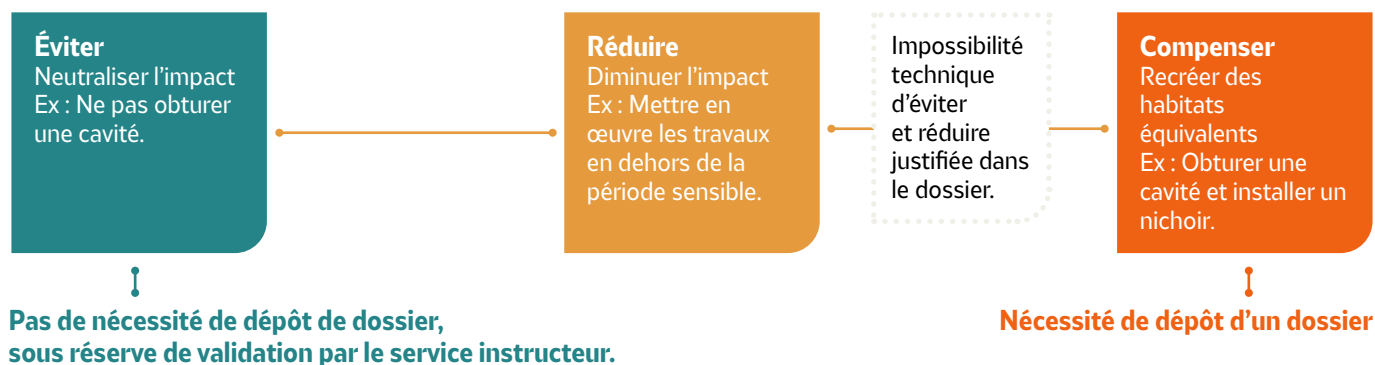 Éviter
Neutraliser l’impact
Ex : Ne pas obturer
une cavité.
Réduire
Diminuer l’impact
Ex : Mettre en
œuvre les travaux
en dehors de la
période sensible.
Impossibilité
technique
d’éviter
et réduire
justifiée dans
le dossier.
Compenser
Recréer des
habitats
équivalents
Ex : Obturer une
cavité et installer un
nichoir.
Pas de nécessité de dépôt de dossier,
sous réserve de validation par le service instructeur.
Nécessité de dépôt d’un dossier